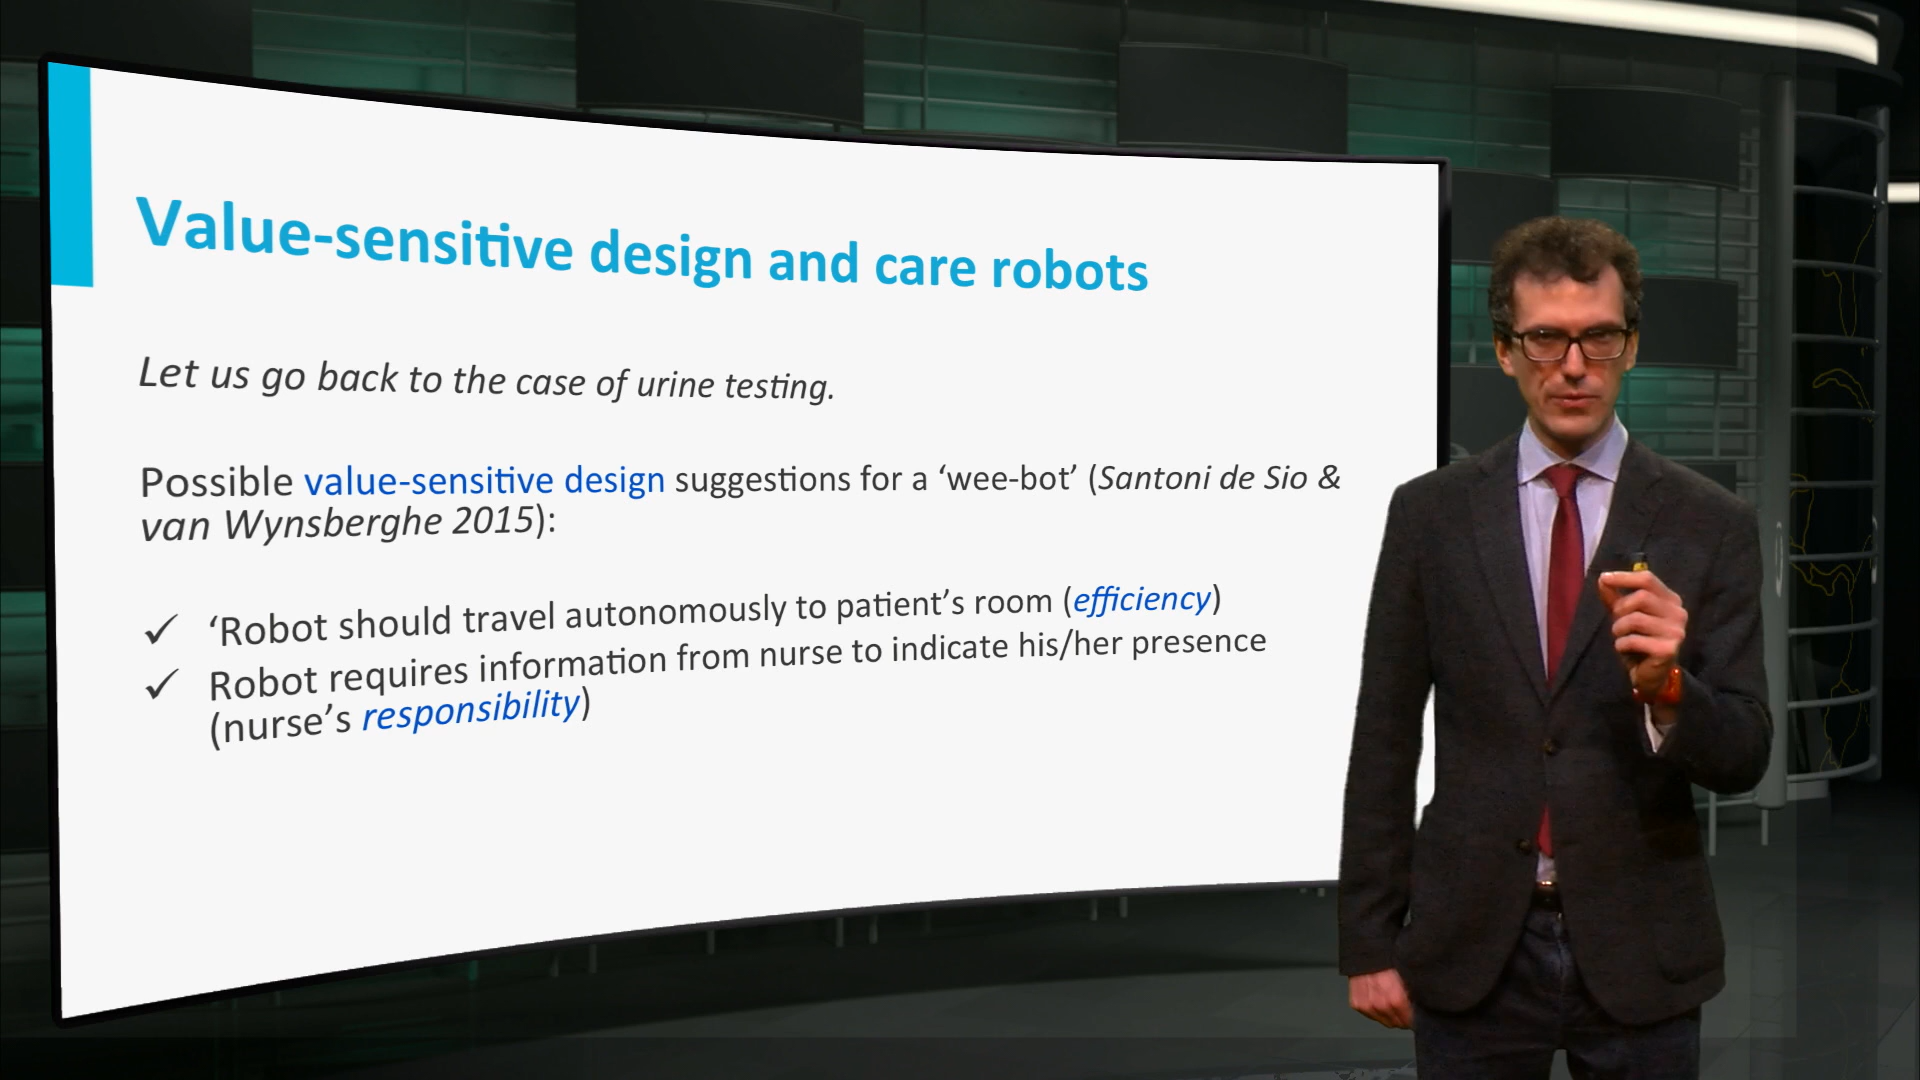 Value-sensitive design and care robots
Let us go back to the case of urine testing.
Possible value-sensitive design suggestions for a ‘wee-bot’ (Santoni de Sio &
van Wynsberghe 2015):
✓ ‘Robot should travel autonomously to patient’s room (efficiency)
✓ Robot requires information from nurse to indicate his/her presence
(nurse’s responsibility)